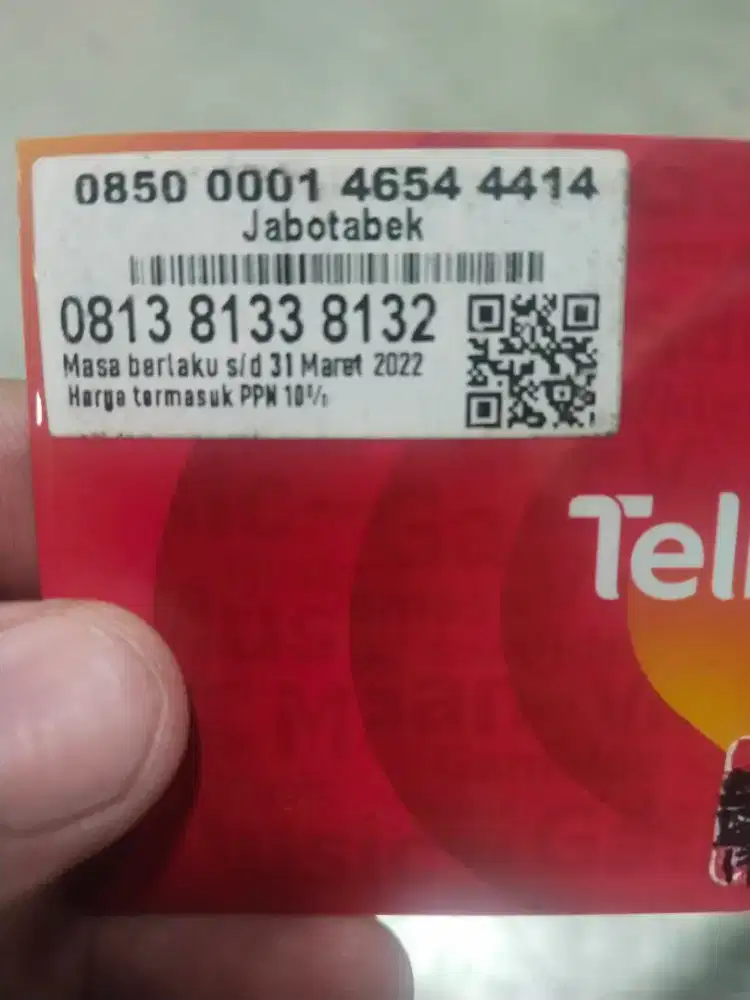 0850 0001 4654 4414
Jabotabek
0813 8133 8132
Masa berlaku s/d 31 Maret 2022
Harga termasuk PPN 10%
Tel